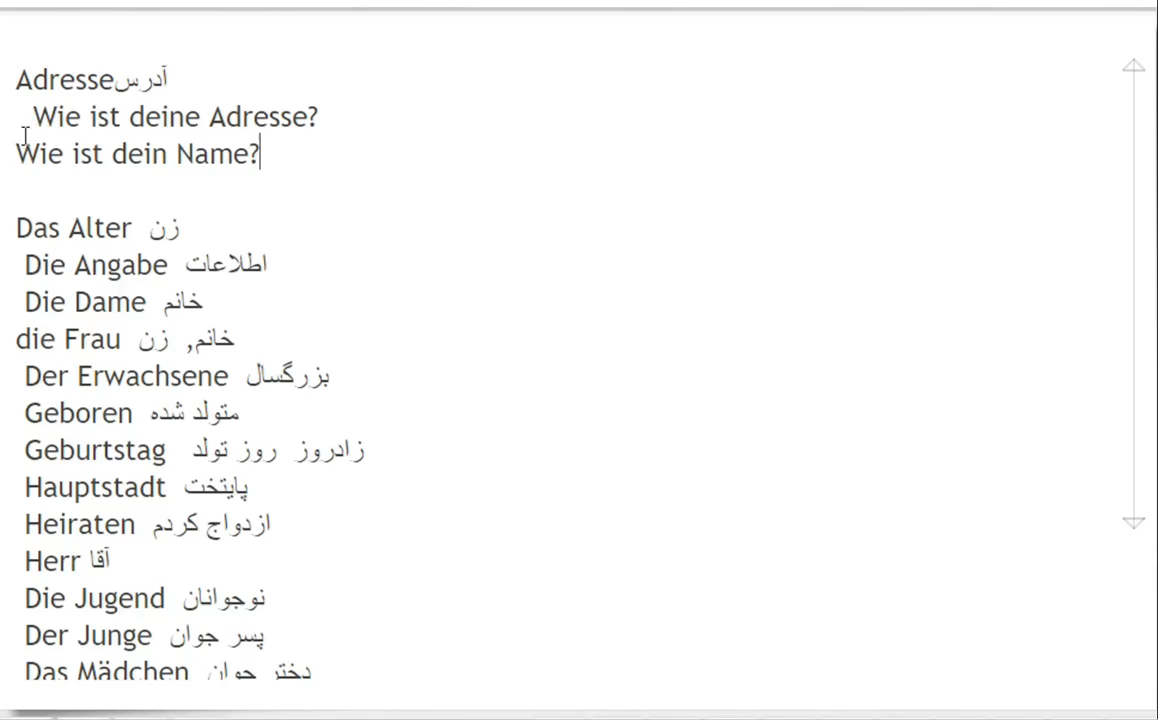 Adresse آدرس
Wie ist deine Adresse?
Wie ist dein Name?
Das Alter زن
Die Angabe اطلاعات
Die Dame خانم
die Frau خانم, زن
Der Erwachsene بزرگسال
Geboren متولد شده
Geburtstag زادروز روز تولد
Hauptstadt پایتخت
Heiraten ازدواج کردم
Herr آقا
Die Jugend نوجوانان
Der Junge پسر جوان
Das Mädchen دختر جوان